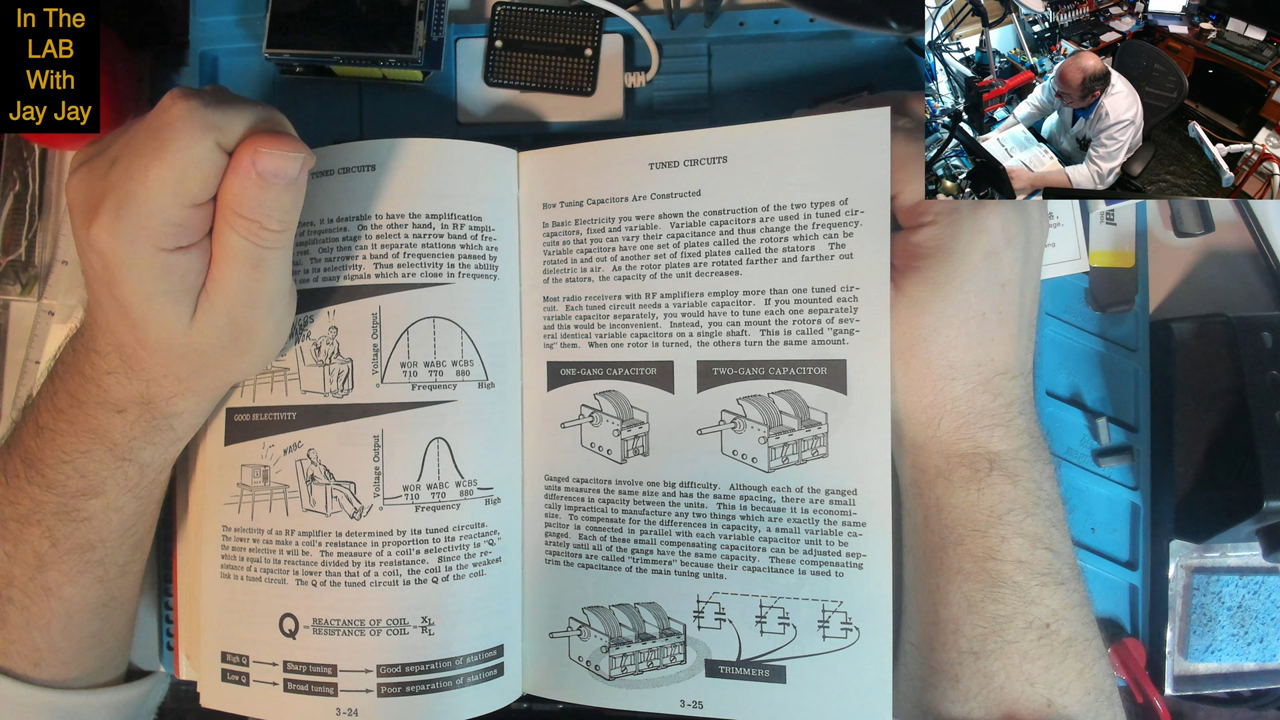 In The
LAB
With
Jay Jay
TUNED CIRCUITS
it is desirable to have the amplification
of frequencies. On the other hand, in RF ampli-
amplification stage to select a narrow band of fre-
rest. Only then can it separate stations which are
The narrower a band of frequencies passed by
is its selectivity. Thus selectivity is the ability
one of many signals which are close in frequency.
Voltage Output
WOR WABC WCBS
710 770 880
0 Frequency High
GOOD SELECTIVITY
WABC
Voltage Output
WOR WABC WCBS
710 770 880 High
0 Frequency
The selectivity of an RF amplifier is determined by its tuned circuits.
The lower we can make a coil's resistance in proportion to its reactance,
the more selective it will be. The measure of a coil's selectivity is "Q,"
which is equal to its reactance divided by its resistance. Since the re-
sistance of a capacitor is lower than that of a coil, the coil is the weakest
link in a tuned circuit. The Q of the tuned circuit is the Q of the coil.
Q = REACTANCE OF COIL / RESISTANCE OF COIL = XL / RL
High Q Sharp tuning Good separation of stations
Low Q Broad tuning Poor separation of stations
3-24
TUNED CIRCUITS
How Tuning Capacitors Are Constructed
In Basic Electricity you were shown the construction of the two types of
capacitors, fixed and variable. Variable capacitors are used in tuned cir-
cuits so that you can vary their capacitance and thus change the frequency.
Variable capacitors have one set of plates called the rotors which can be
rotated in and out of another set of fixed plates called the stators The
dielectric is air. As the rotor plates are rotated farther and farther out
of the stators, the capacity of the unit decreases.
Most radio receivers with RF amplifiers employ more than one tuned cir-
cuit. Each tuned circuit needs a variable capacitor. If you mounted each
variable capacitor separately, you would have to tune each one separately
and this would be inconvenient. Instead, you can mount the rotors of sev-
eral identical variable capacitors on a single shaft. This is called "gang-
ing" them. When one rotor is turned, the others turn the same amount.
ONE-GANG CAPACITOR
TWO-GANG CAPACITOR
Ganged capacitors involve one big difficulty. Although each of the ganged
units measures the same size and has the same spacing, there are small
differences in capacity between the units. This is because it is economi-
cally impractical to manufacture any two things which are exactly the same
size. To compensate for the differences in capacity, a small variable ca-
pacitor is connected in parallel with each variable capacitor unit to be
ganged. Each of these small compensating capacitors can be adjusted sep-
arately until all of the gangs have the same capacity. These compensating
capacitors are called "trimmers" because their capacitance is used to
trim the capacitance of the main tuning units.
TRIMMERS
3-25